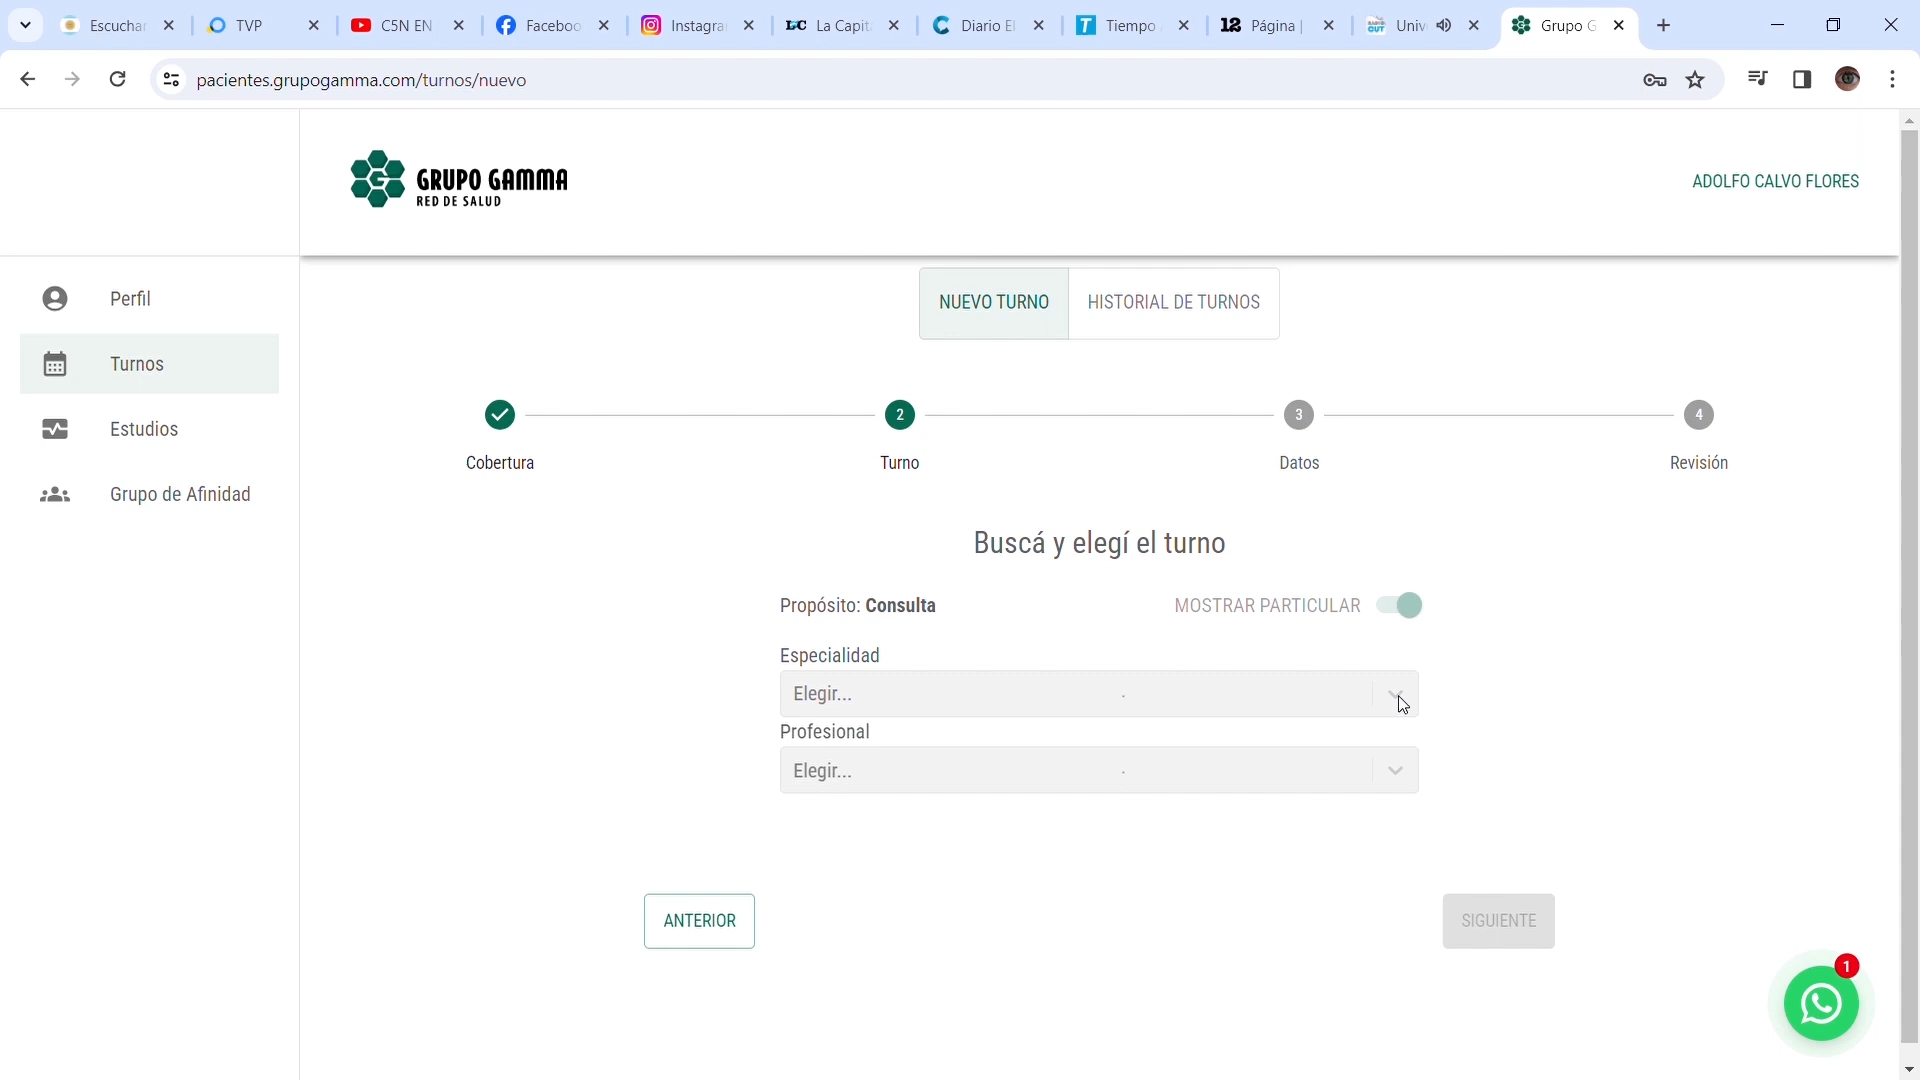 Escuchar
TVP
C5N EN
Faceboo
Instagra
LC La Capit
Diario El
T Tiempo
12 Página |
Univ
Grupo G
pacientes.grupogamma.com/turnos/nuevo
GRUPO GAMMA
RED DE SALUD
ADOLFO CALVO FLORES
Perfil
Turnos
Estudios
Grupo de Afinidad
NUEVO TURNO
HISTORIAL DE TURNOS
2
3
4
Cobertura
Turno
Datos
Revisión
Buscá y elegí el turno
Propósito: Consulta
MOSTRAR PARTICULAR
Especialidad
Elegir...
Profesional
Elegir...
ANTERIOR
SIGUIENTE
1